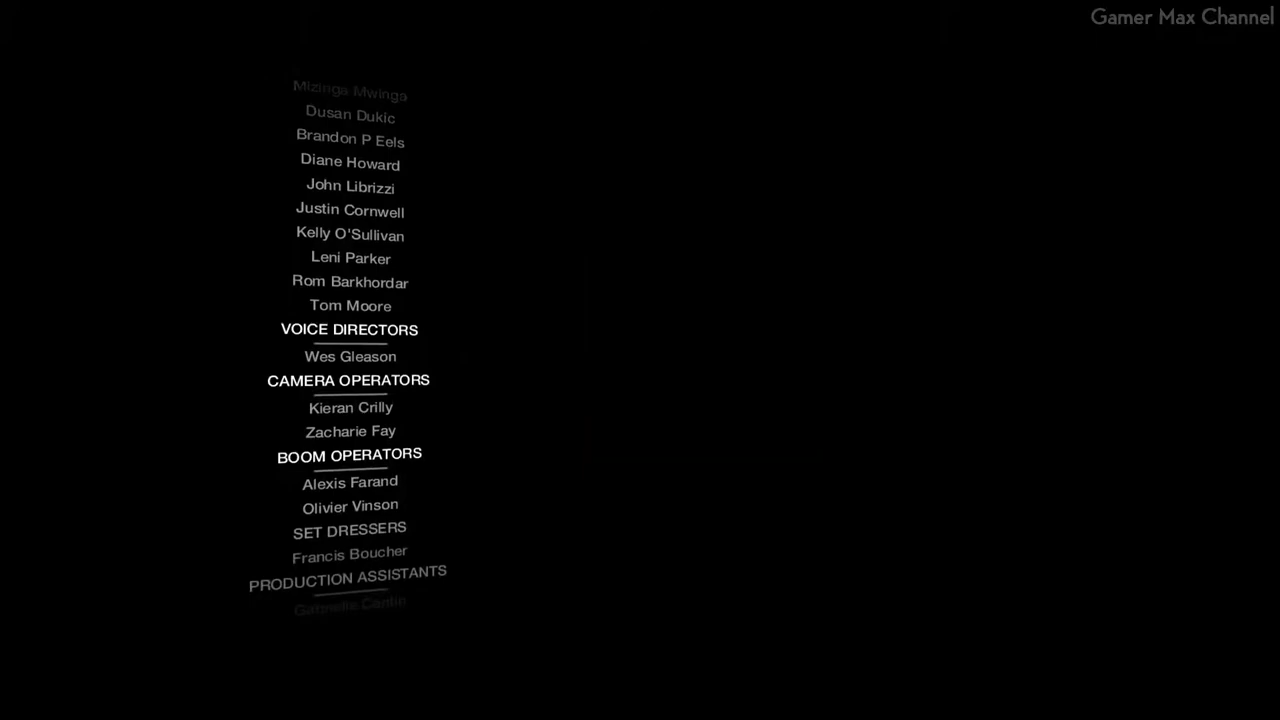 Gamer Max Channel
Mizinga Mwinga
Dusan Dukic
Brandon P Eels
Diane Howard
John Librizzi
Justin Cornwell
Kelly O'Sullivan
Leni Parker
Rom Barkhordar
Tom Moore
VOICE DIRECTORS
Wes Gleason
CAMERA OPERATORS
Kieran Crilly
Zacharie Fay
BOOM OPERATORS
Alexis Farand
Olivier Vinson
SET DRESSERS
Francis Boucher
PRODUCTION ASSISTANTS